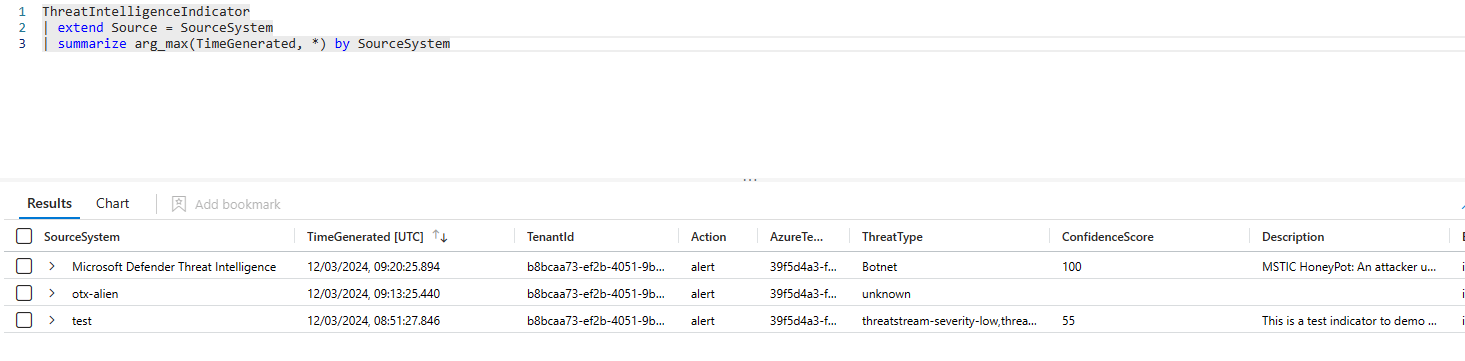 1 ThreatIntelligenceIndicator
2 | extend Source = SourceSystem
3 | summarize arg_max(TimeGenerated, *) by SourceSystem
...
Results Chart Add bookmark
SourceSystem TimeGenerated [UTC] AzureTe... TenantId Action ThreatType ConfidenceScore Description
Microsoft Defender Threat Intelligence 12/03/2024, 09:20:25.894 b8bcaa73-ef2b-4051-9b... alert 39f5d4a3-f... Botnet 100 MSTIC HoneyPot: An attacker u...
otx-alien 12/03/2024, 09:13:25.440 b8bcaa73-ef2b-4051-9b... alert 39f5d4a3-f... unknown
test 12/03/2024, 08:51:27.846 b8bcaa73-ef2b-4051-9b... alert 39f5d4a3-f... threatstream-severity-low,threa... 55 This is a test indicator to demo ...